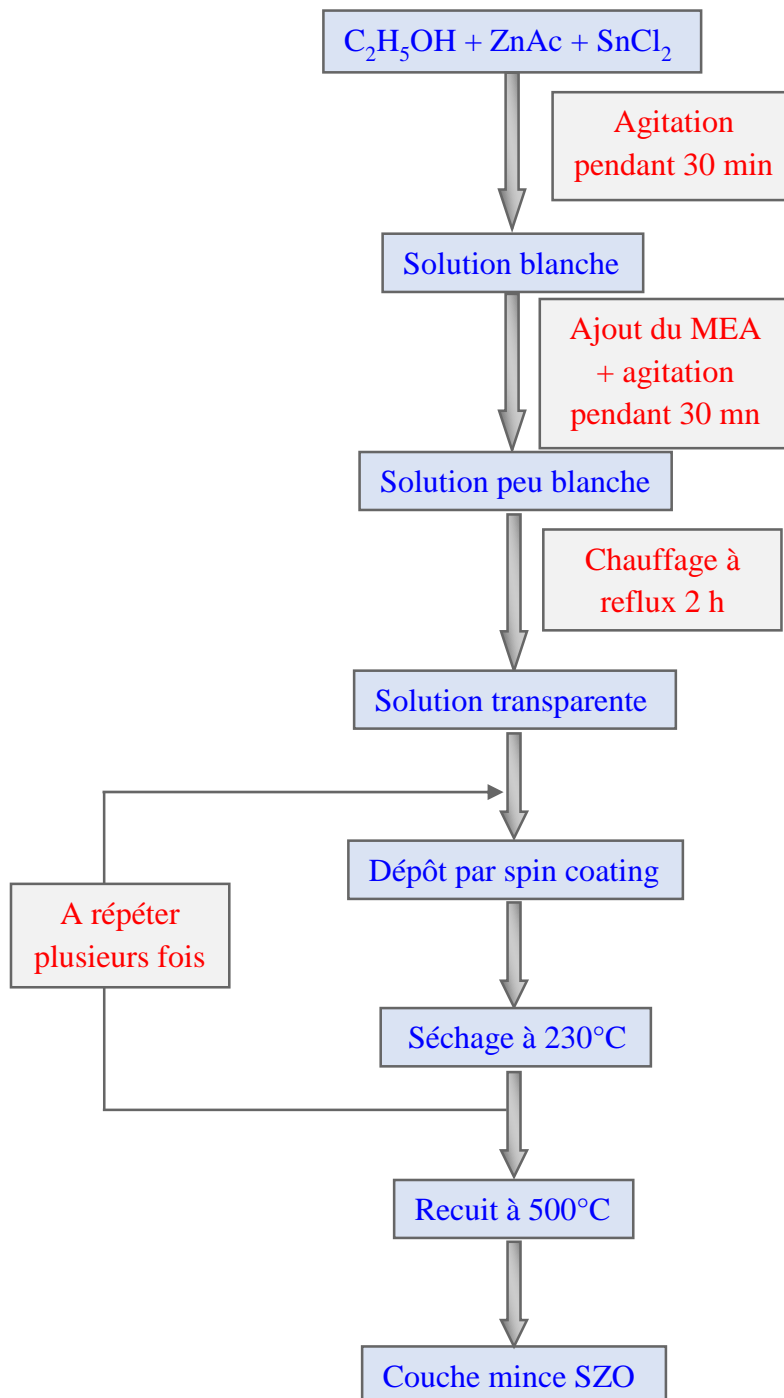 C₂H₅OH + ZnAc + SnCl₂
Agitation
pendant 30 min
Solution blanche
Ajout du MEA
+ agitation
pendant 30 mn
Solution peu blanche
Chauffage à
reflux 2 h
Solution transparente
Dépôt par spin coating
A répéter
plusieurs fois
Séchage à 230°C
Recuit à 500°C
Couche mince SZO